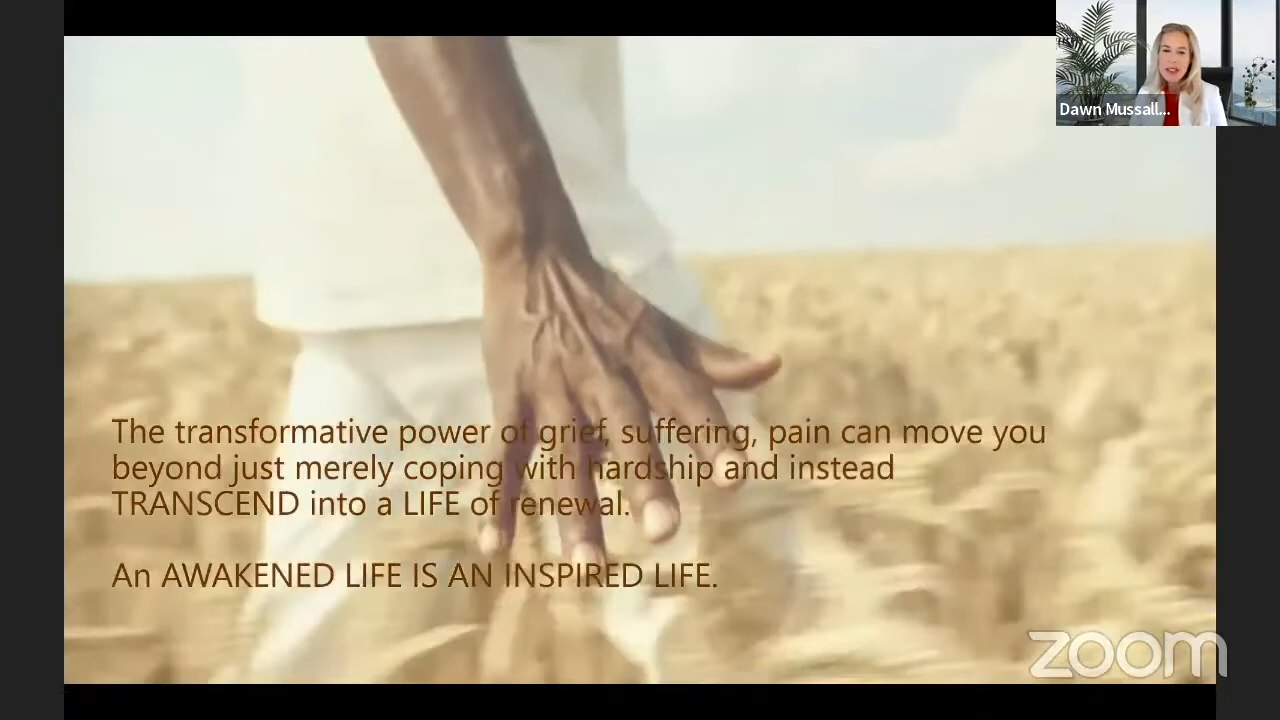 Dawn Mussall...
The transformative power of grief, suffering, pain can move you
beyond just merely coping with hardship and instead
TRANSCEND into a LIFE of renewal.
An AWAKENED LIFE IS AN INSPIRED LIFE.
zoom